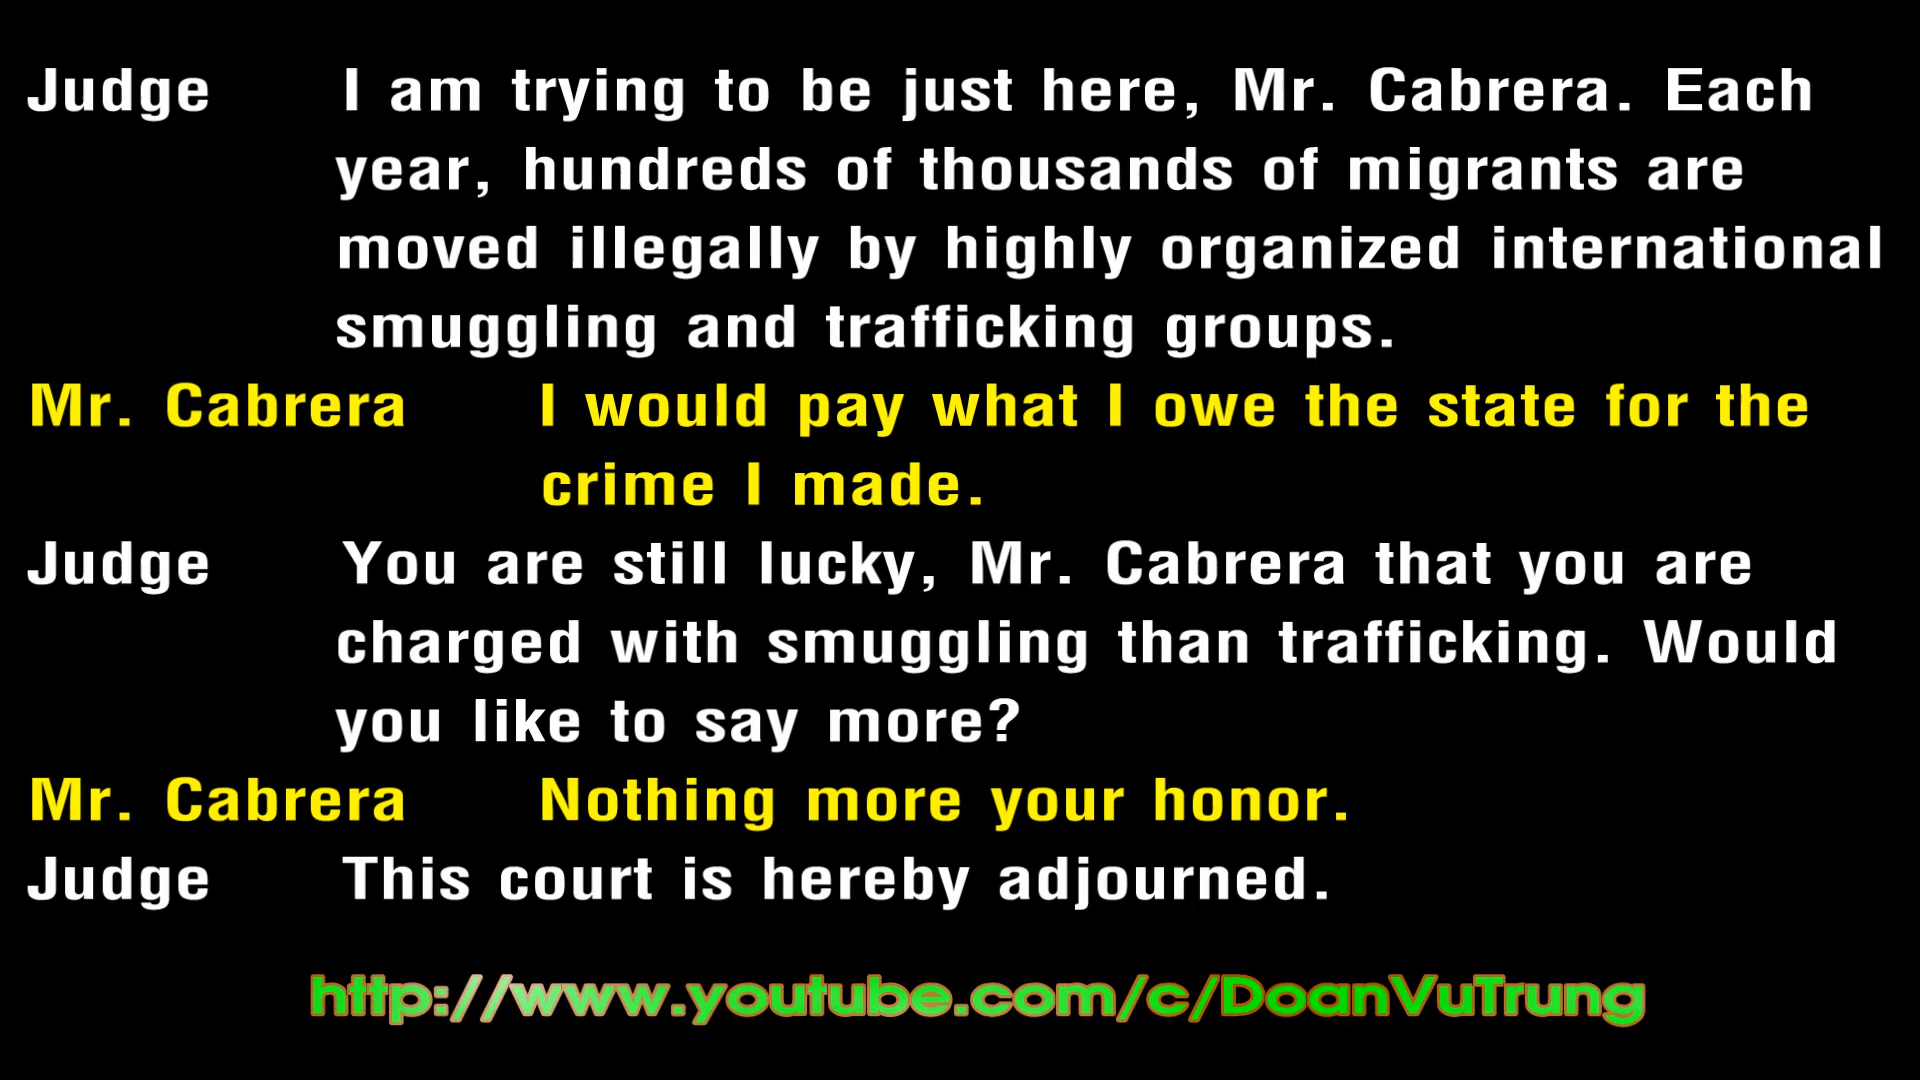 Judge I am trying to be just here, Mr. Cabrera. Each
year, hundreds of thousands of migrants are
moved illegally by highly organized international
smuggling and trafficking groups.
Mr. Cabrera I would pay what I owe the state for the
crime I made.
Judge You are still lucky, Mr. Cabrera that you are
charged with smuggling than trafficking. Would
you like to say more?
Mr. Cabrera Nothing more your honor.
Judge This court is hereby adjourned.
http://www.youtube.com/c/DoanVuTrung